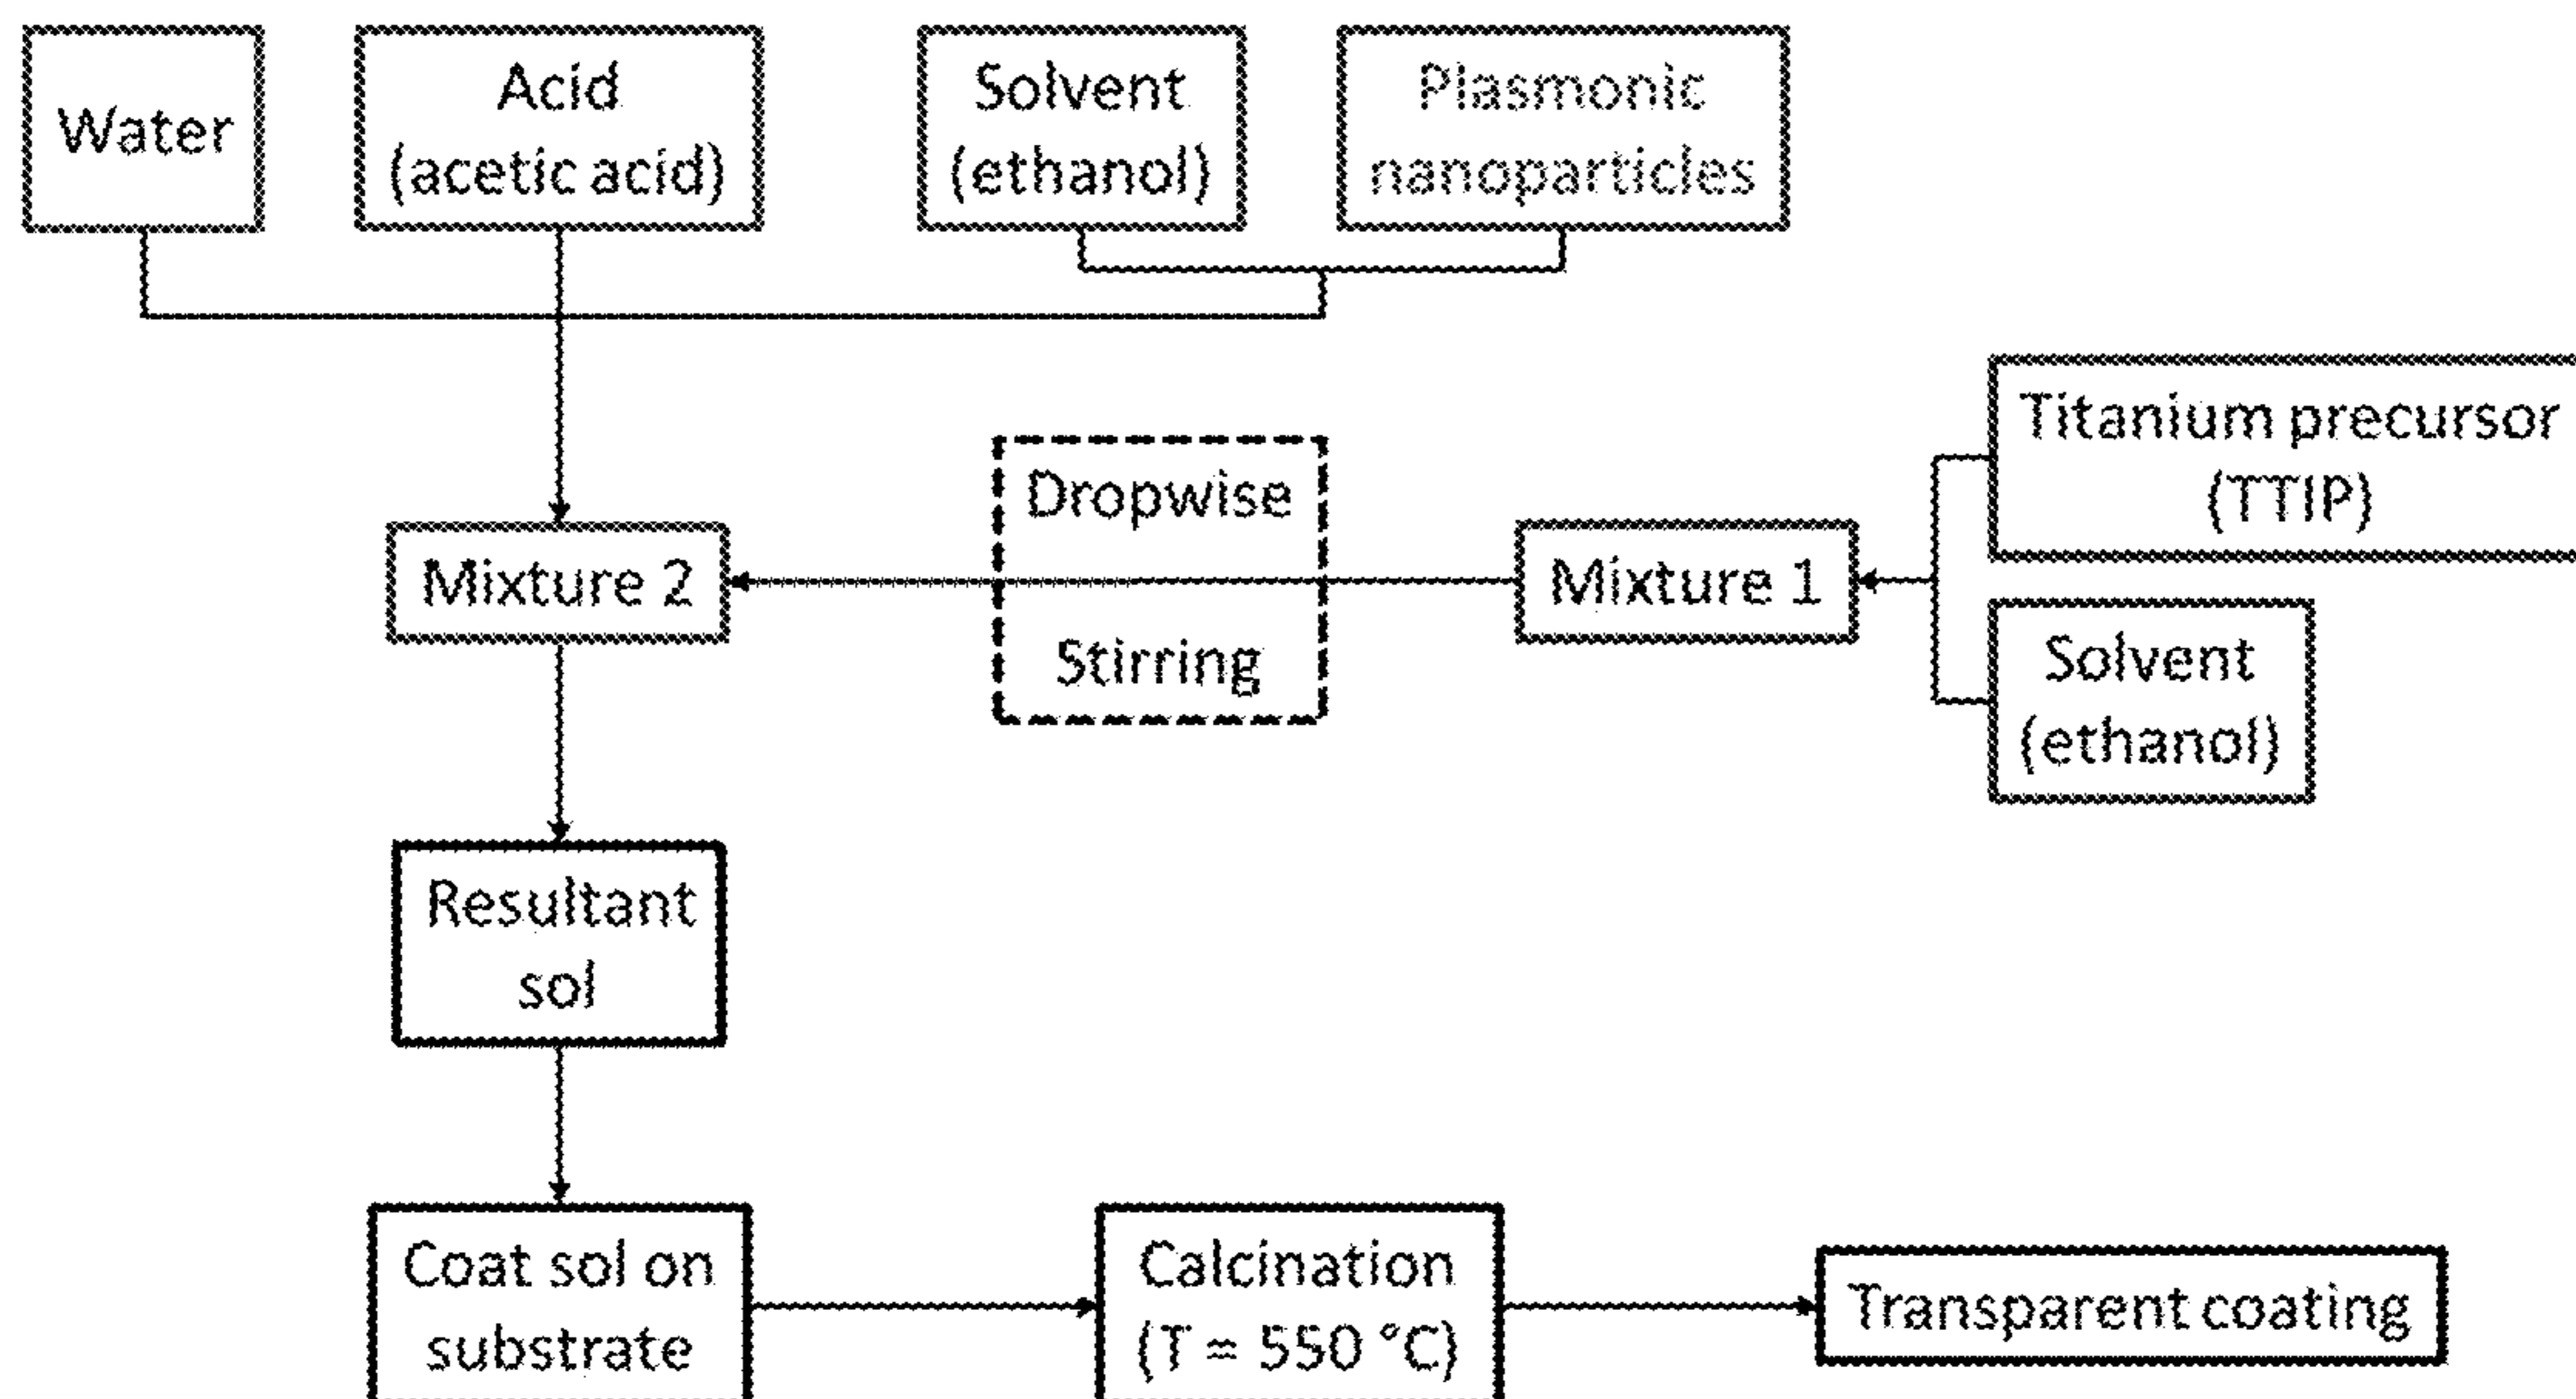 Water
Acid
(acetic acid)
Solvent
(ethanol)
Plasmonic
nanoparticles
Titanium precursor
(TTIP)
Dropwise
Stirring
Mixture 2
Mixture 1
Solvent
(ethanol)
Resultant
sol
Coat sol on
substrate
Calcination
(T = 550 °C)
Transparent coating